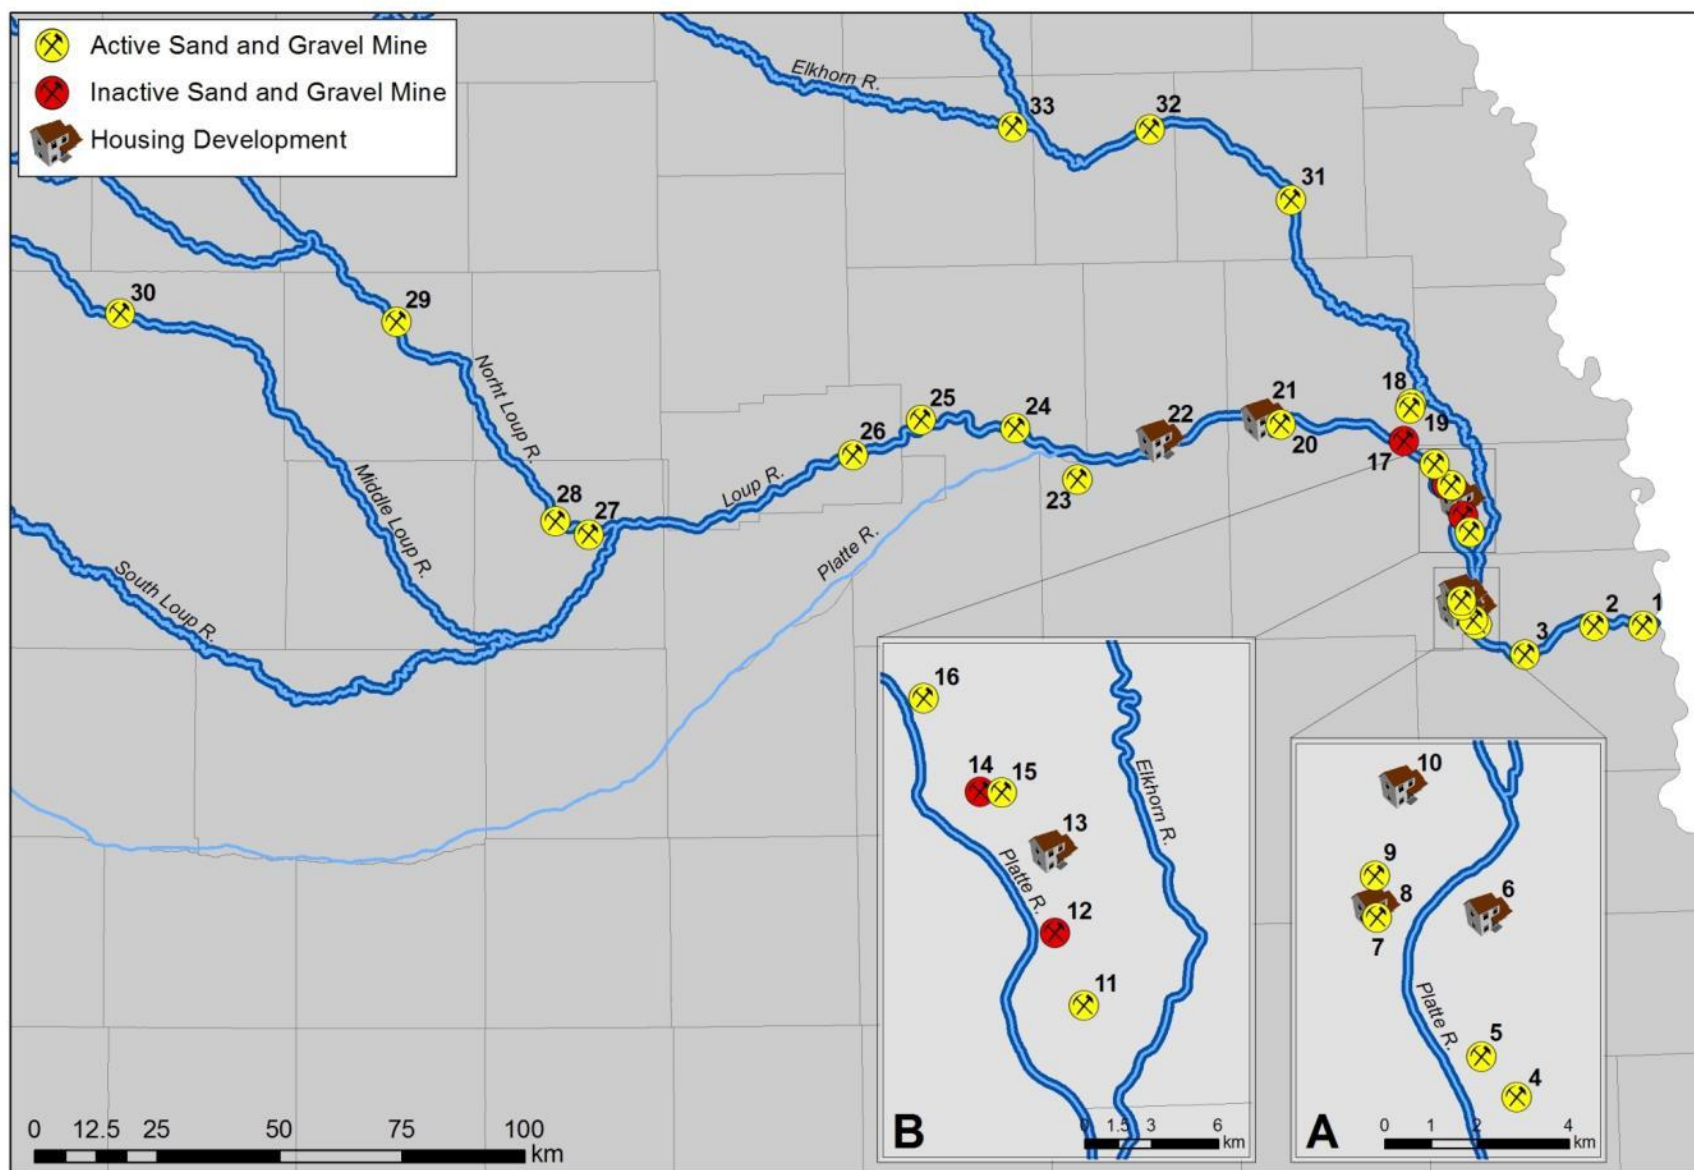 Active Sand and Gravel Mine
Inactive Sand and Gravel Mine
Housing Development
Elkhorn R.
33
32
31
30
29
Norht Loup R.
Middle Loup R.
South Loup R.
28
27
Loup R.
26
25
24
23
Platte R.
22
21
20
18
19
17
3
2
1
16
14
15
13
12
11
Platte R.
Elkhorn R.
B
0 1.5 3 6
km
10
9
8
7
6
5
4
Platte R.
A
0 1 2 4
km
0 12.5 25 50 75 100
km